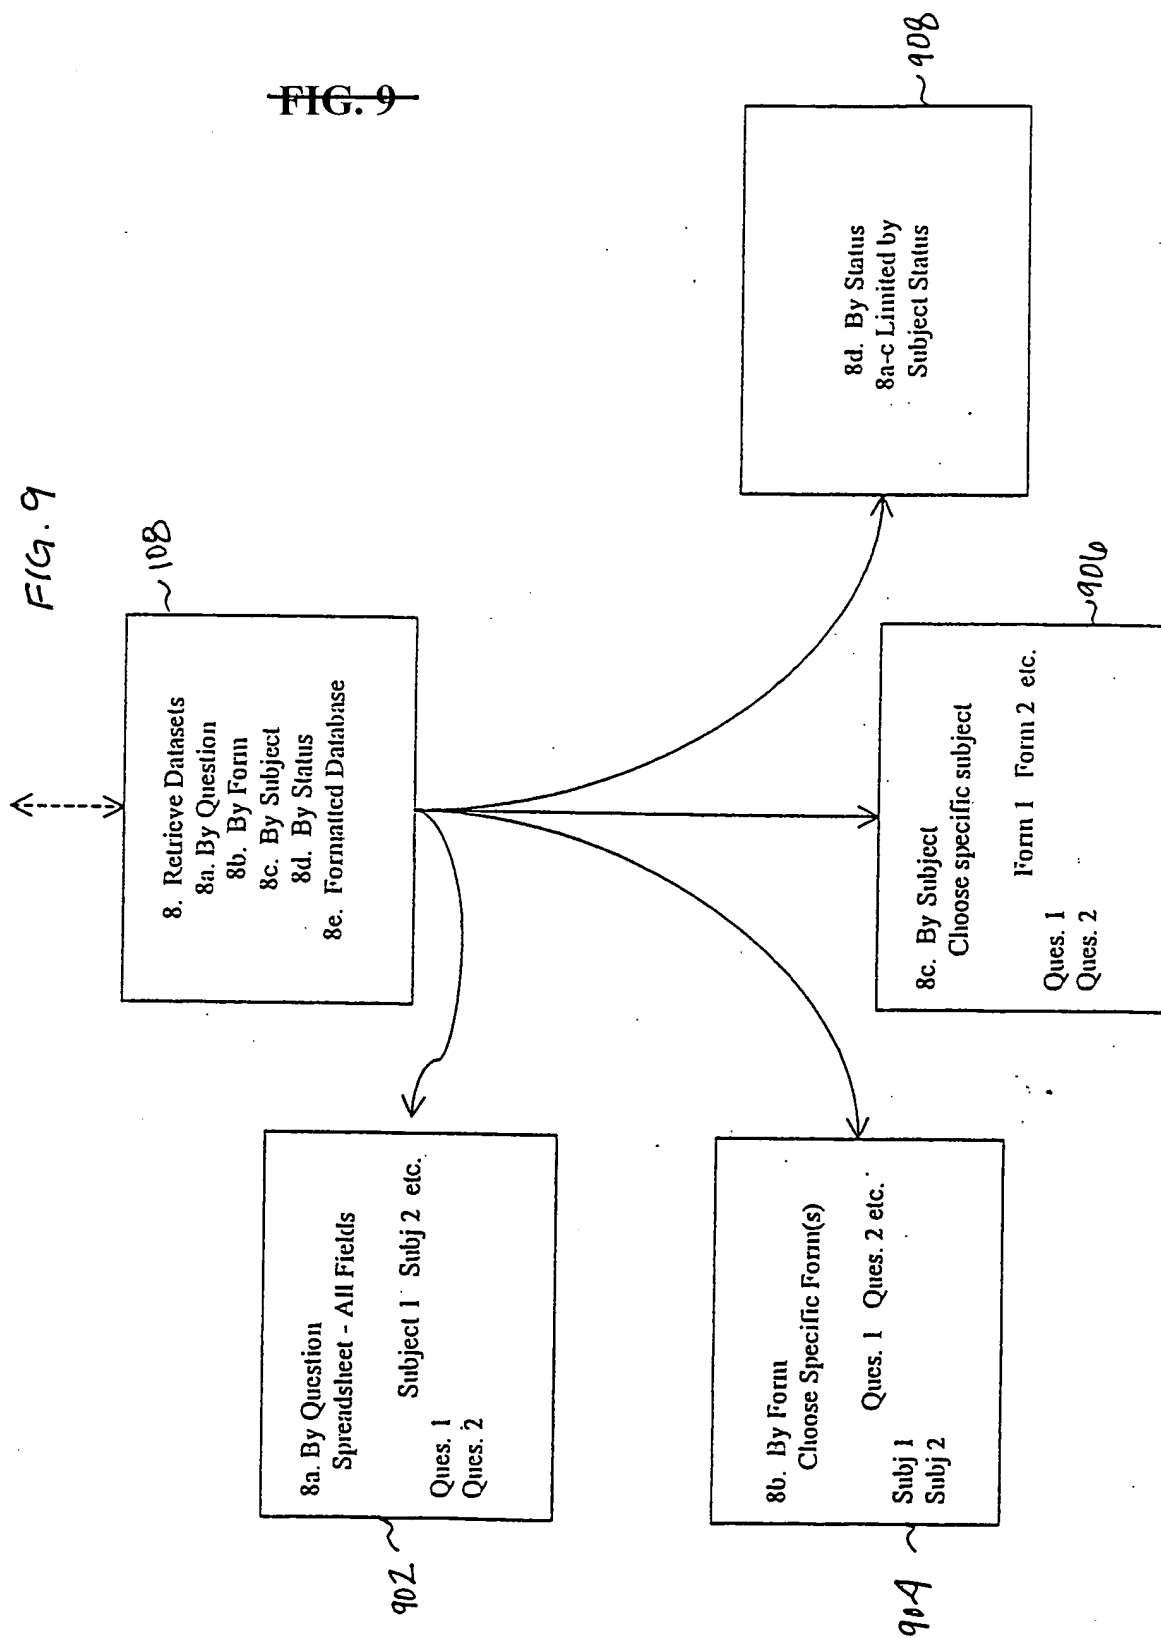 FIG. 9
FIG. 9
108
8. Retrieve Datasets
8a. By Question
8b. By Form
8c. By Subject
8d. By Status
8e. Formatted Database
8a. By Question
Spreadsheet - All Fields
Subject 1 Subj 2 etc.
Ques. 1
Ques. 2
902
8b. By Form
Choose Specific Form(s)
Ques. 1 Ques. 2 etc.
Subj 1
Subj 2
904
8c. By Subject
Choose specific subject
Form 1 Form 2 etc.
Ques. 1
Ques. 2
906
8d. By Status
8a-c Limited by
Subject Status
908